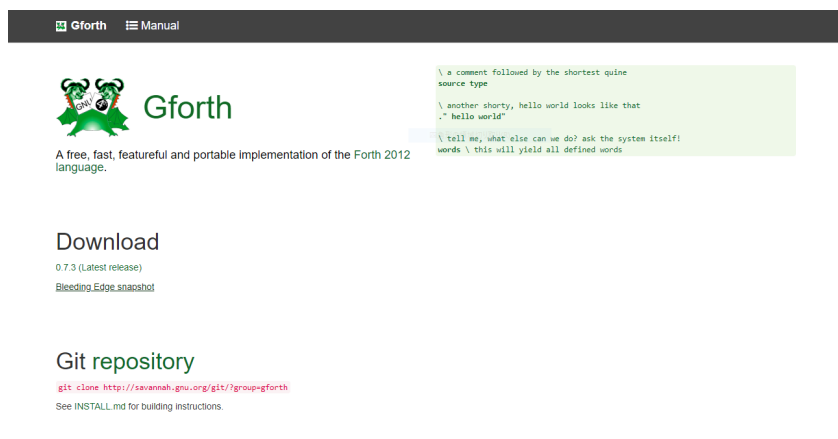 Gforth Manual
GNU
Gforth
A free, fast, featureful and portable implementation of the Forth 2012
language.
\ a comment followed by the shortest quine
source type
\ another shorty, hello world looks like that
." hello world"
\ tell me, what else can we do? ask the system itself!
words \ this will yield all defined words
Download
0.7.3 (Latest release)
Bleeding Edge snapshot
Git repository
git clone http://savannah.gnu.org/git/?group=gforth
See INSTALL.md for building instructions.